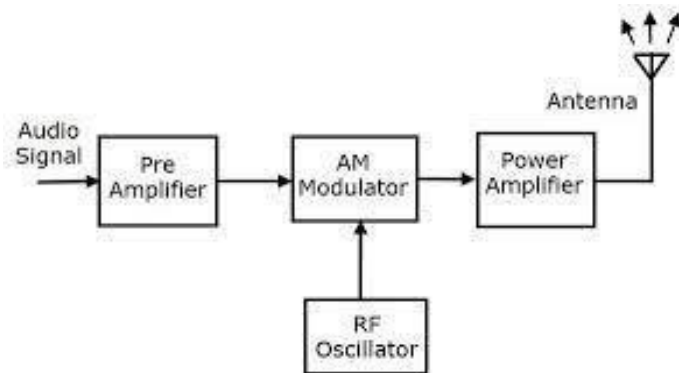 Audio
Signal
Pre
Amplifier
AM
Modulator
Power
Amplifier
Antenna
RF
Oscillator